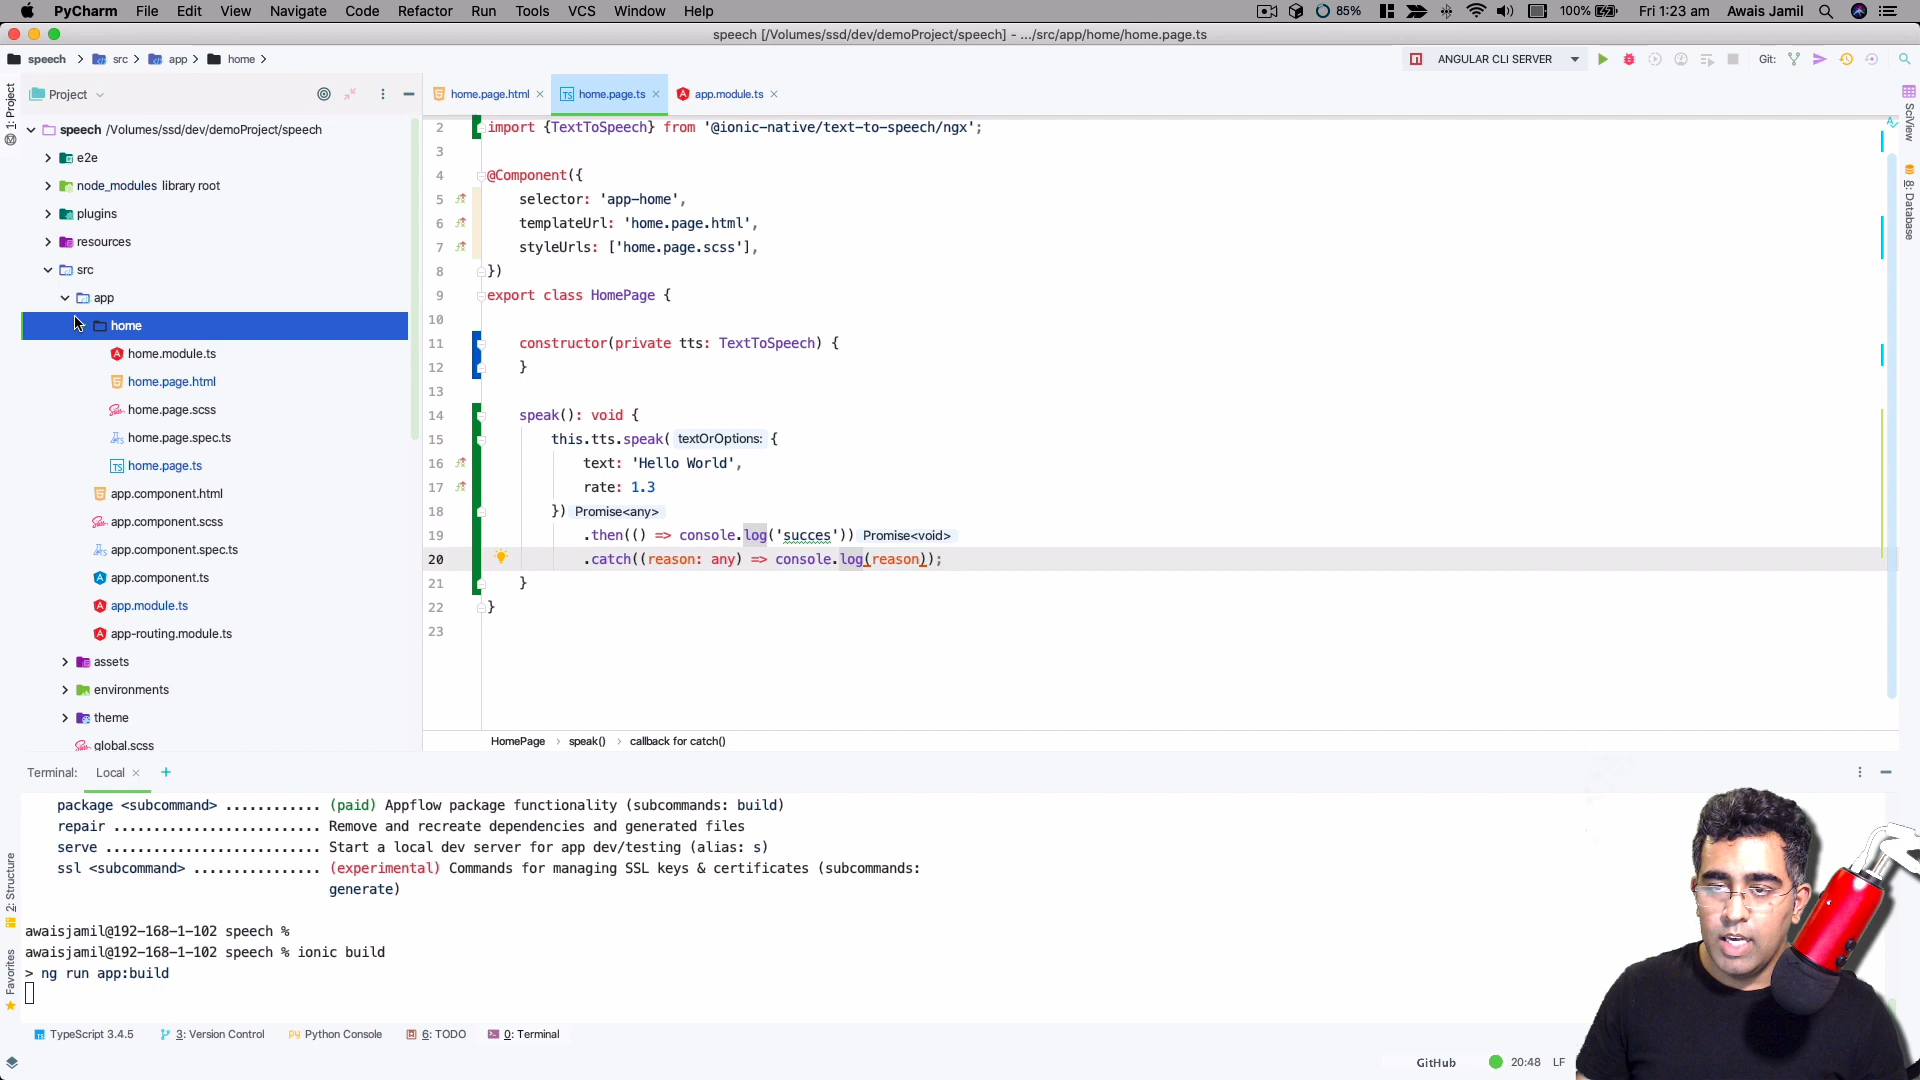 PyCharm File Edit View Navigate Code Refactor Run Tools VCS Window Help 85% 100% Fri 1:23 am Awais Jamil
speech [/Volumes/ssd/dev/demoProject/speech] - .../src/app/home/home.page.ts
speech src app home ANGULAR CLI SERVER Git:
Project
home.page.html home.page.ts app.module.ts
1: Project
speech /Volumes/ssd/dev/demoProject/speech
e2e
node_modules library root
plugins
resources
src
app
home
home.module.ts
home.page.html
home.page.scss
home.page.spec.ts
home.page.ts
app.component.html
app.component.scss
app.component.spec.ts
app.component.ts
app.module.ts
app-routing.module.ts
assets
environments
theme
global.scss
2 import {TextToSpeech} from '@ionic-native/text-to-speech/ngx';
3
4 @Component({
5 selector: 'app-home',
6 templateUrl: 'home.page.html',
7 styleUrls: ['home.page.scss'],
8 })
9 export class HomePage {
10
11 constructor(private tts: TextToSpeech) {
12 }
13
14 speak(): void {
15 this.tts.speak( textOrOptions: {
16 text: 'Hello World',
17 rate: 1.3
18 }) Promise<any>
19 .then(() => console.log('succes')) Promise<void>
20 .catch((reason: any) => console.log(reason));
21 }
22 }
23
HomePage speak() callback for catch()
SciView
8: Database
Terminal: Local
package <subcommand> ............ (paid) Appflow package functionality (subcommands: build)
repair .......................... Remove and recreate dependencies and generated files
serve ........................... Start a local dev server for app dev/testing (alias: s)
ssl <subcommand> ................ (experimental) Commands for managing SSL keys & certificates (subcommands:
generate)
awaisjamil@192-168-1-102 speech %
awaisjamil@192-168-1-102 speech % ionic build
> ng run app:build
2: Structure
Favorites
TypeScript 3.4.5 3: Version Control Python Console 6: TODO 0: Terminal
GitHub 20:48 LF